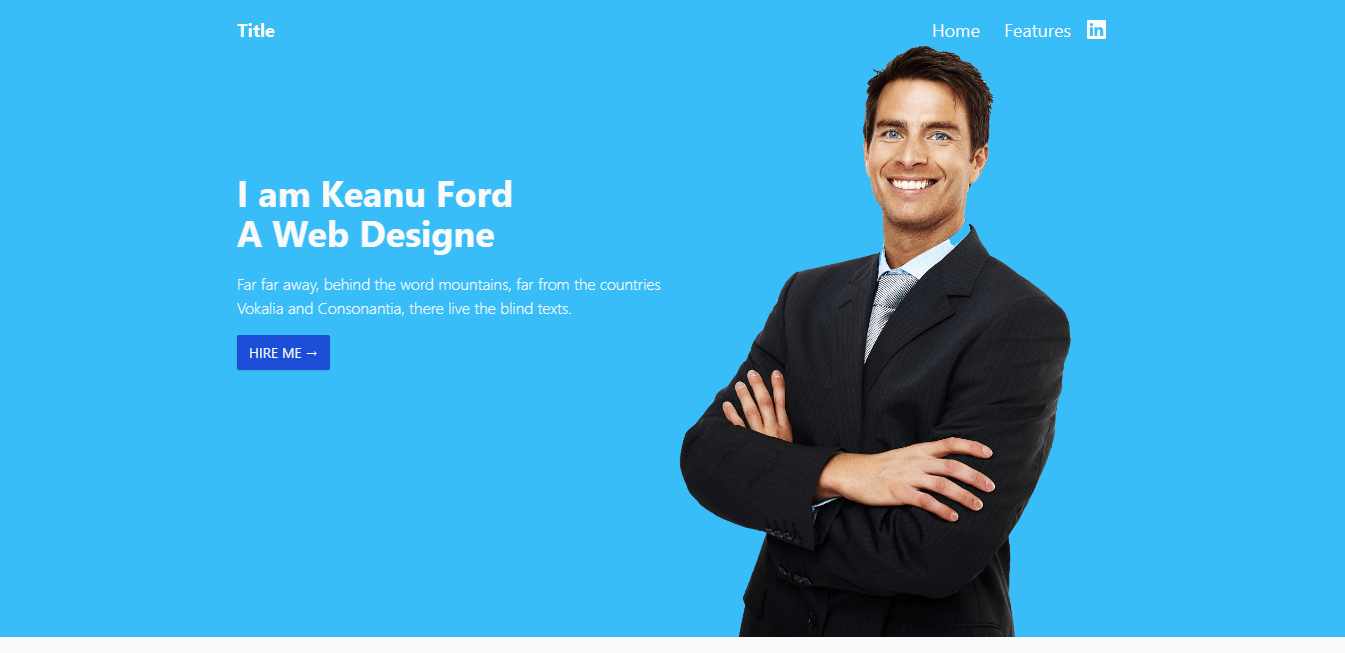 Title
Home Features in
I am Keanu Ford
A Web Designe
Far far away, behind the word mountains, far from the countries
Vokalia and Consonantia, there live the blind texts.
HIRE ME →